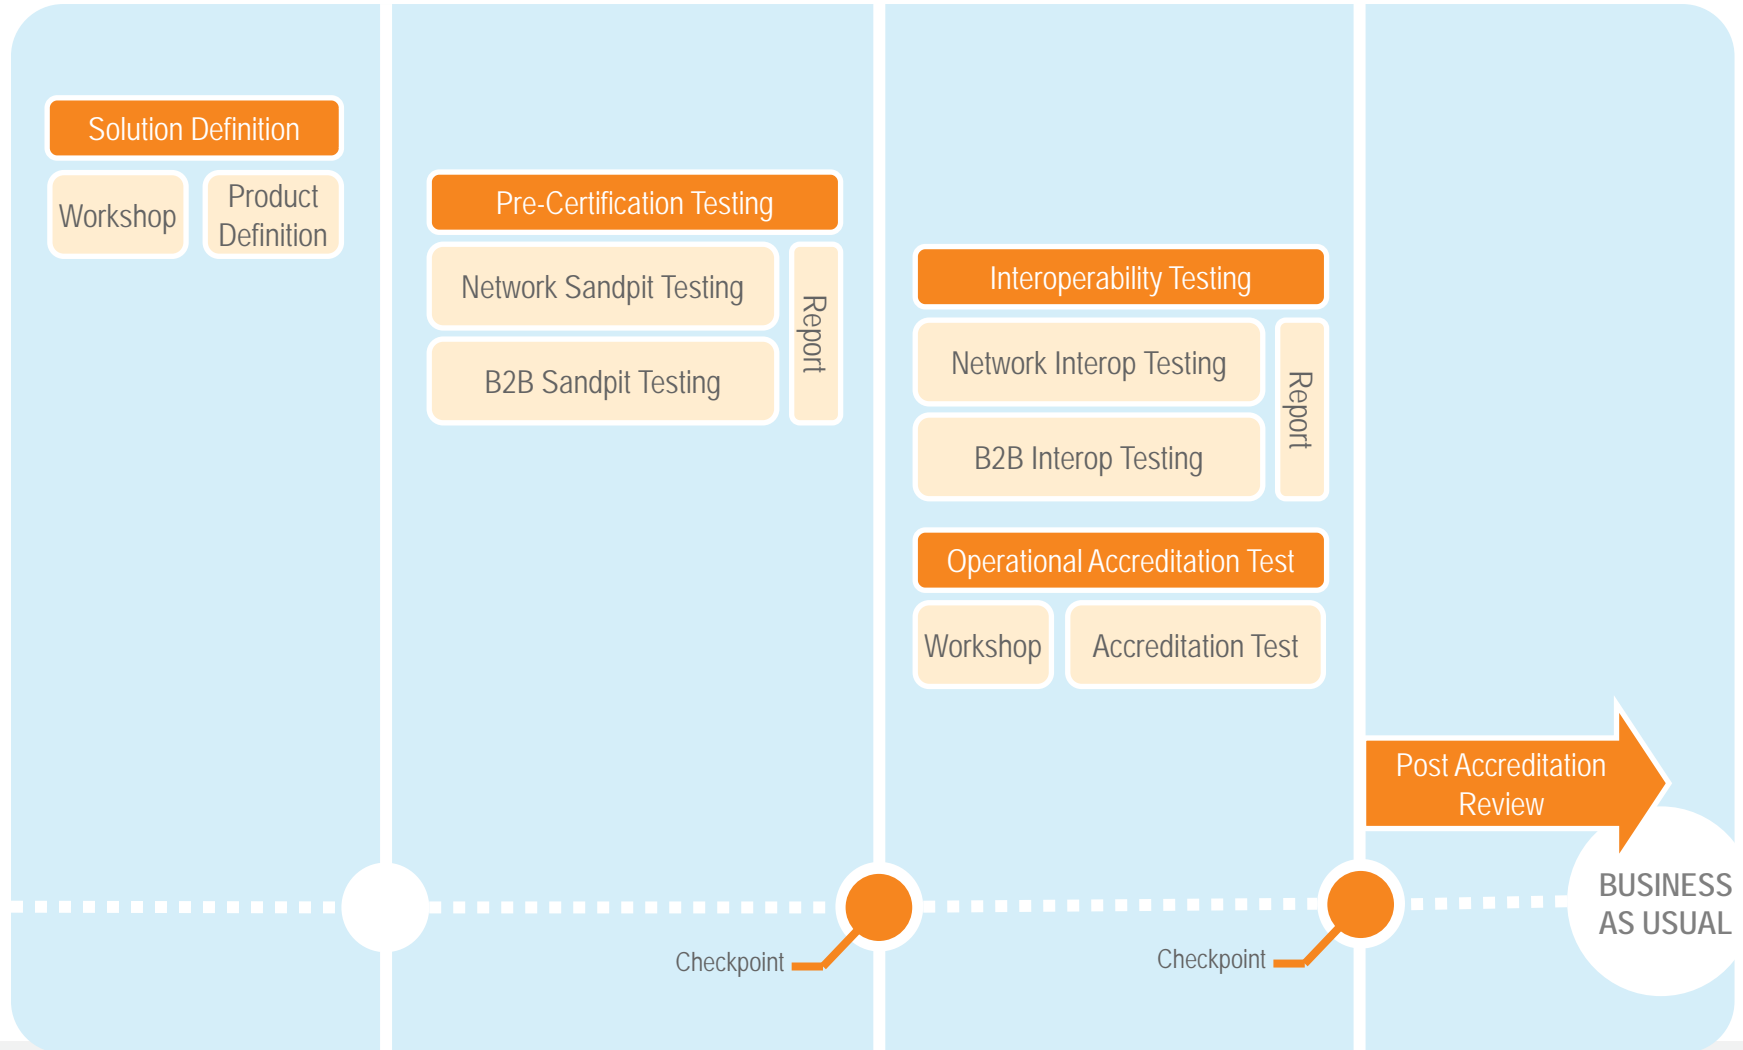 Solution Definition
Workshop
Product
Definition
Pre-Certification Testing
Network Sandpit Testing
B2B Sandpit Testing
Report
Interoperability Testing
Network Interop Testing
B2B Interop Testing
Report
Operational Accreditation Test
Workshop
Accreditation Test
Post Accreditation
Review
BUSINESS
AS USUAL
Checkpoint
Checkpoint